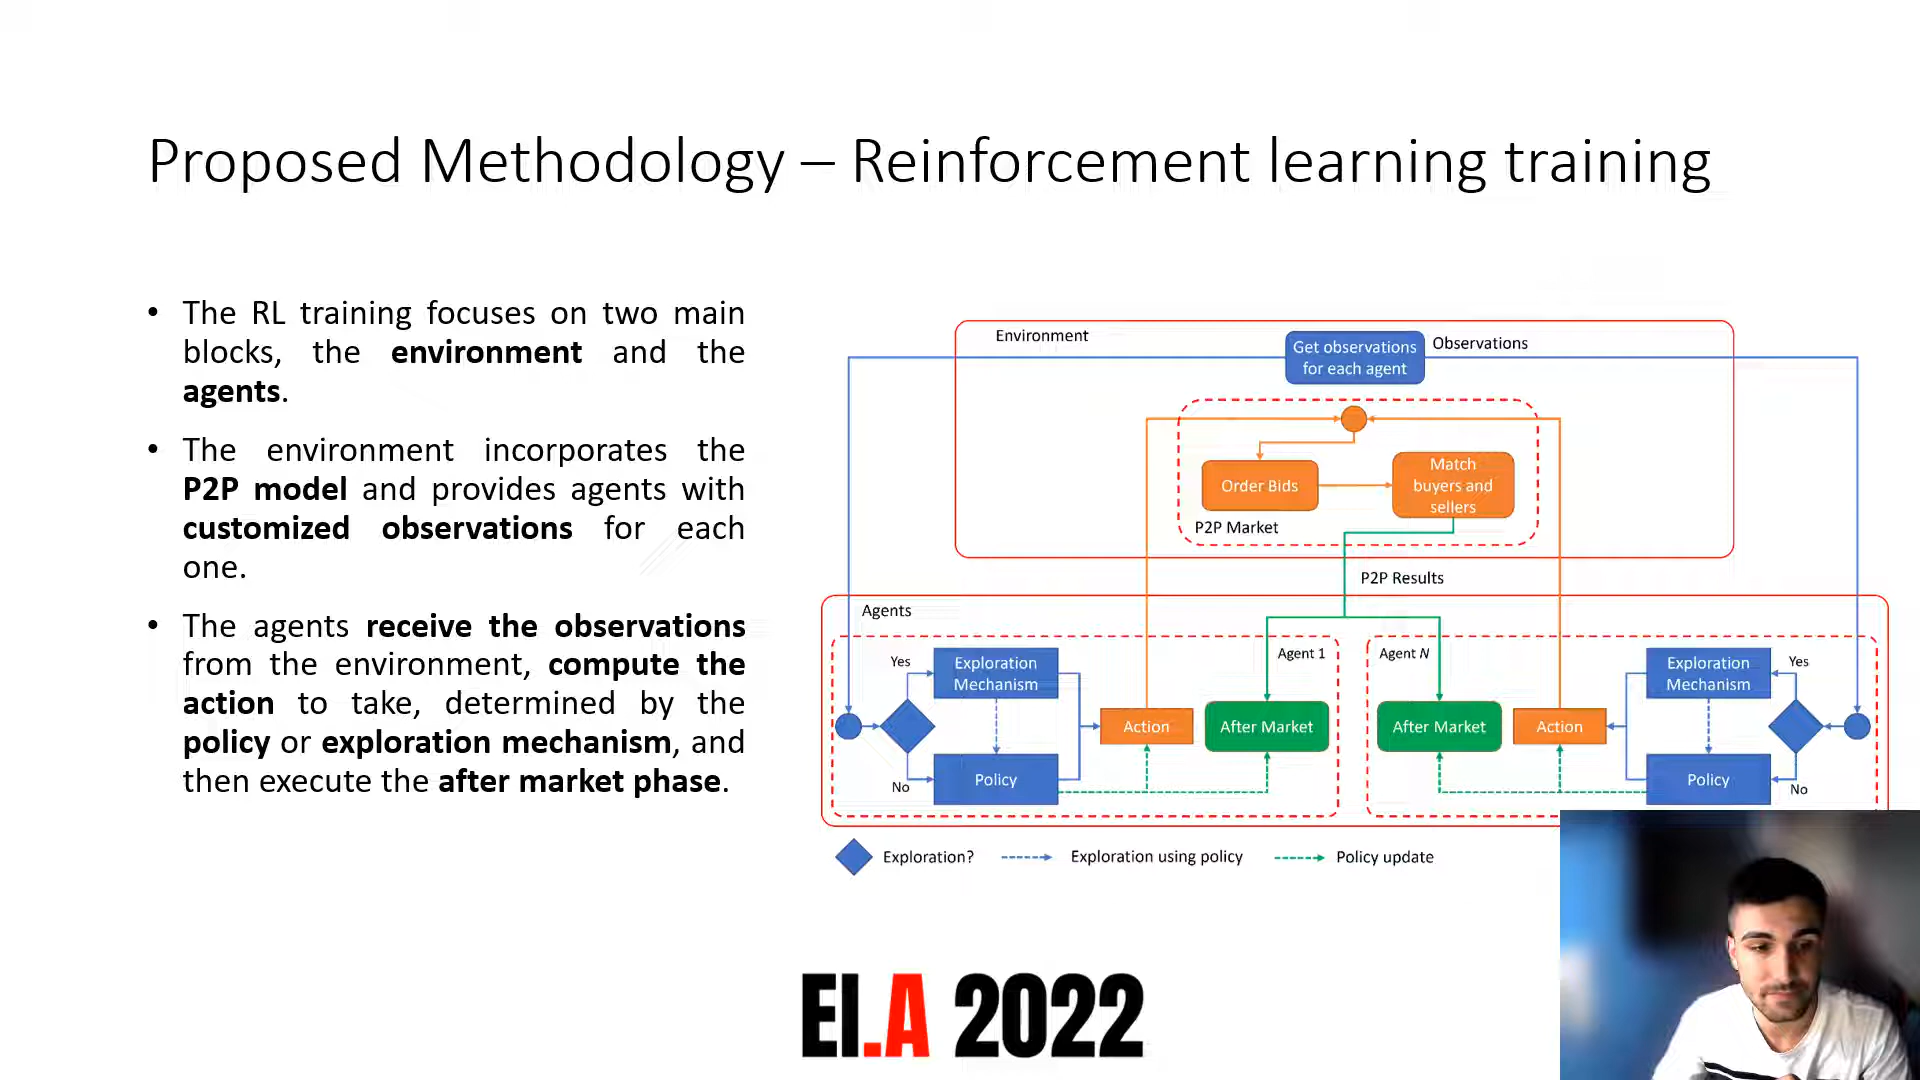 Proposed Methodology – Reinforcement learning training
• The RL training focuses on two main
blocks, the environment and the
agents.
• The environment incorporates the
P2P model and provides agents with
customized observations for each
one.
• The agents receive the observations
from the environment, compute the
action to take, determined by the
policy or exploration mechanism, and
then execute the after market phase.
Environment
Get observations
for each agent
Observations
Order Bids
Match
buyers and
sellers
P2P Market
P2P Results
Agents
Agent 1
Yes
Exploration
Mechanism
Action
After Market
No
Policy
Agent N
After Market
Action
Exploration
Mechanism
Yes
Policy
No
Exploration?
Exploration using policy
Policy update
EI.A 2022